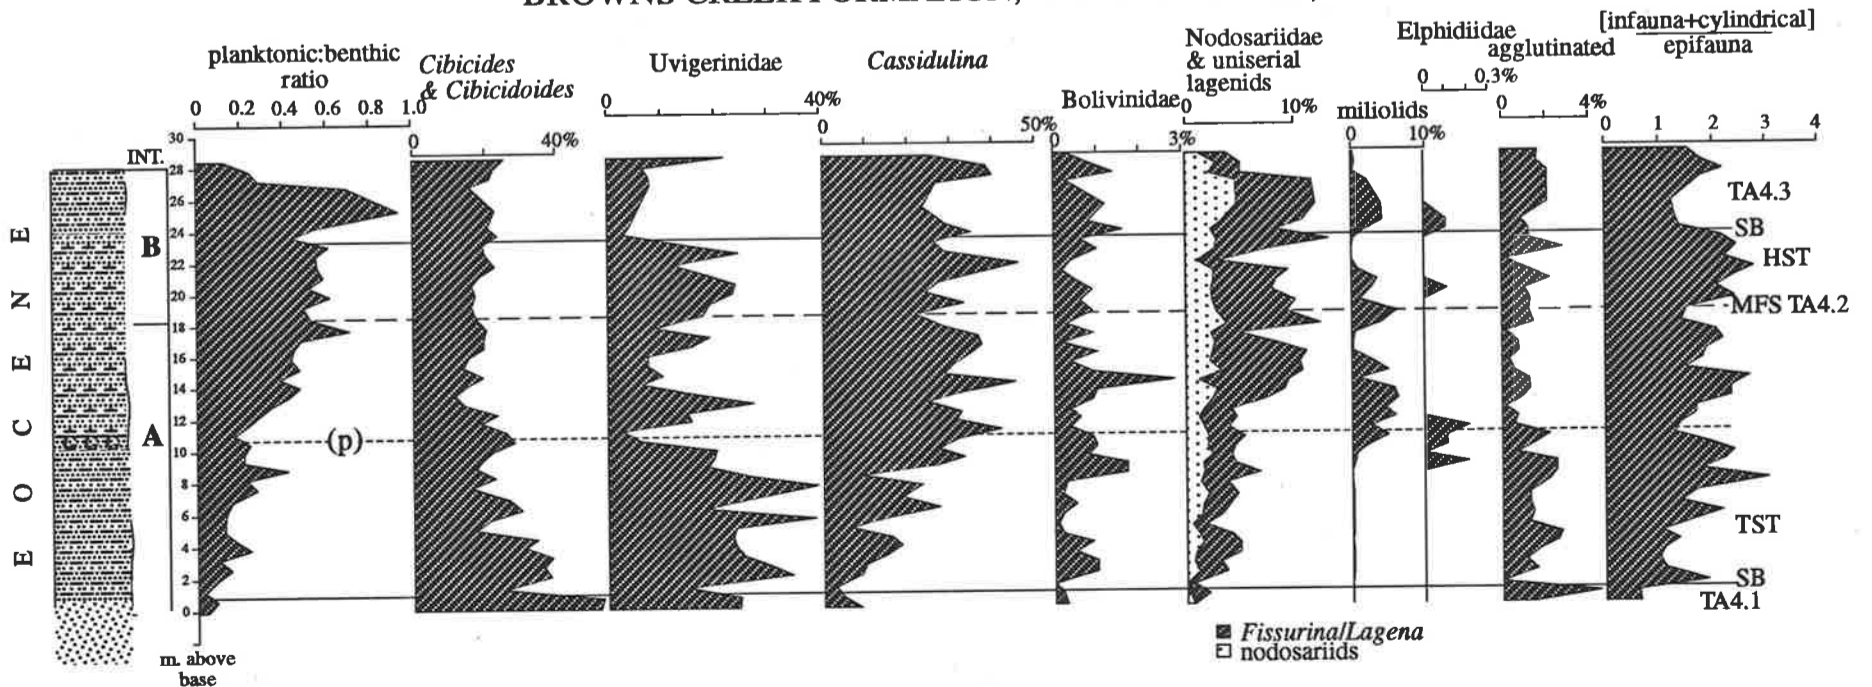 BROWNS CREEK FORMATION,
planktonic:benthic
ratio
0 0.2 0.4 0.6 0.8 1.0
Cibicides
& Cibicidoides
40%
Uvigerinidae
0 40%
Cassidulina
0 50%
Bolivinidae
0 3%
Nodosariidae
& uniserial
lagenids
0 10%
miliolids
0 10%
Elphidiidae
0 0.3%
agglutinated
0 4%
[infauna+cylindrical]
epifauna
0 1 2 3 4
INT.
30
28
26
24
22
20
18
16
14
12
10
8
6
4
2
0
m. above
base
EOCENE
B
A
(p)
TA4.3
SB
HST
MFS TA4.2
TST
SB
TA4.1
Fissurina/Lagena
nodosariids